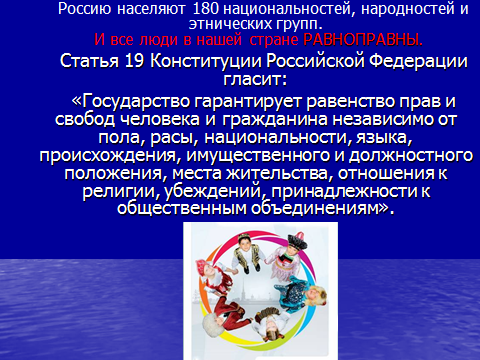 Россию населяют 180 национальностей, народностей и
этнических групп.
И все люди в нашей стране РАВНОПРАВНЫ.
Статья 19 Конституции Российской Федерации
гласит:
«Государство гарантирует равенство прав и
свобод человека и гражданина независимо от
пола, расы, национальности, языка,
происхождения, имущественного и должностного
положения, места жительства, отношения к
религии, убеждений, принадлежности к
общественным объединениям».